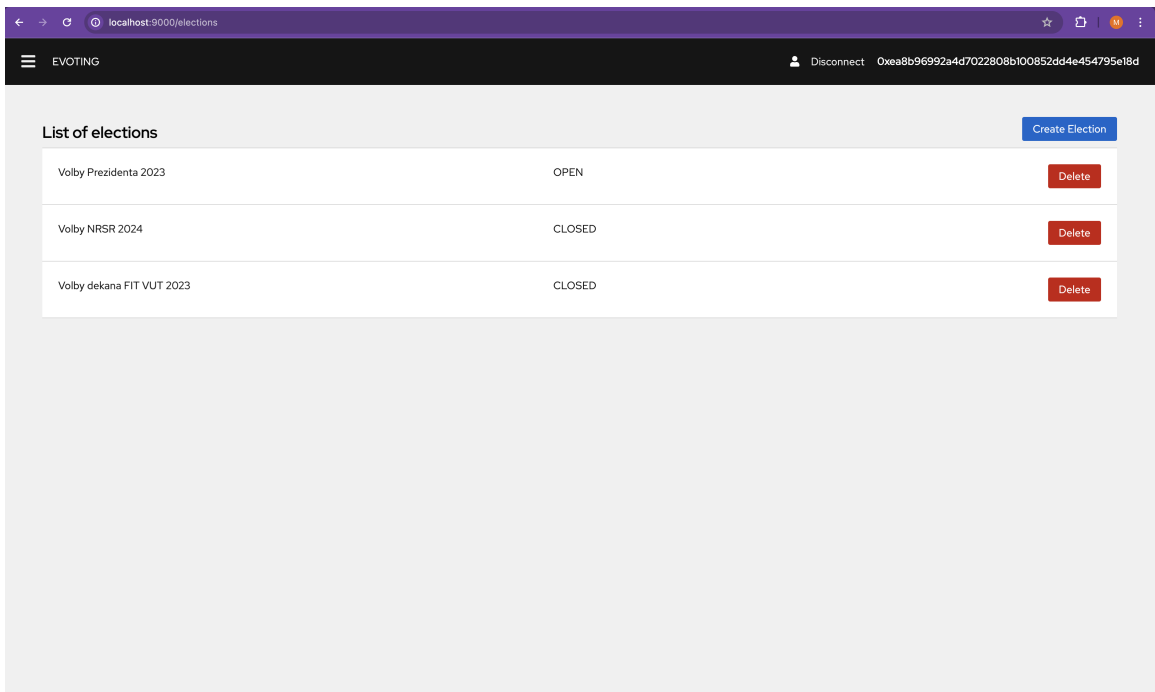 localhost:9000/elections
M
EVOTING
Disconnect 0xea8b96992a4d7022808b100852dd4e454795e18d
List of elections
Create Election
Volby Prezidenta 2023 OPEN Delete
Volby NRSR 2024 CLOSED Delete
Volby dekana FIT VUT 2023 CLOSED Delete